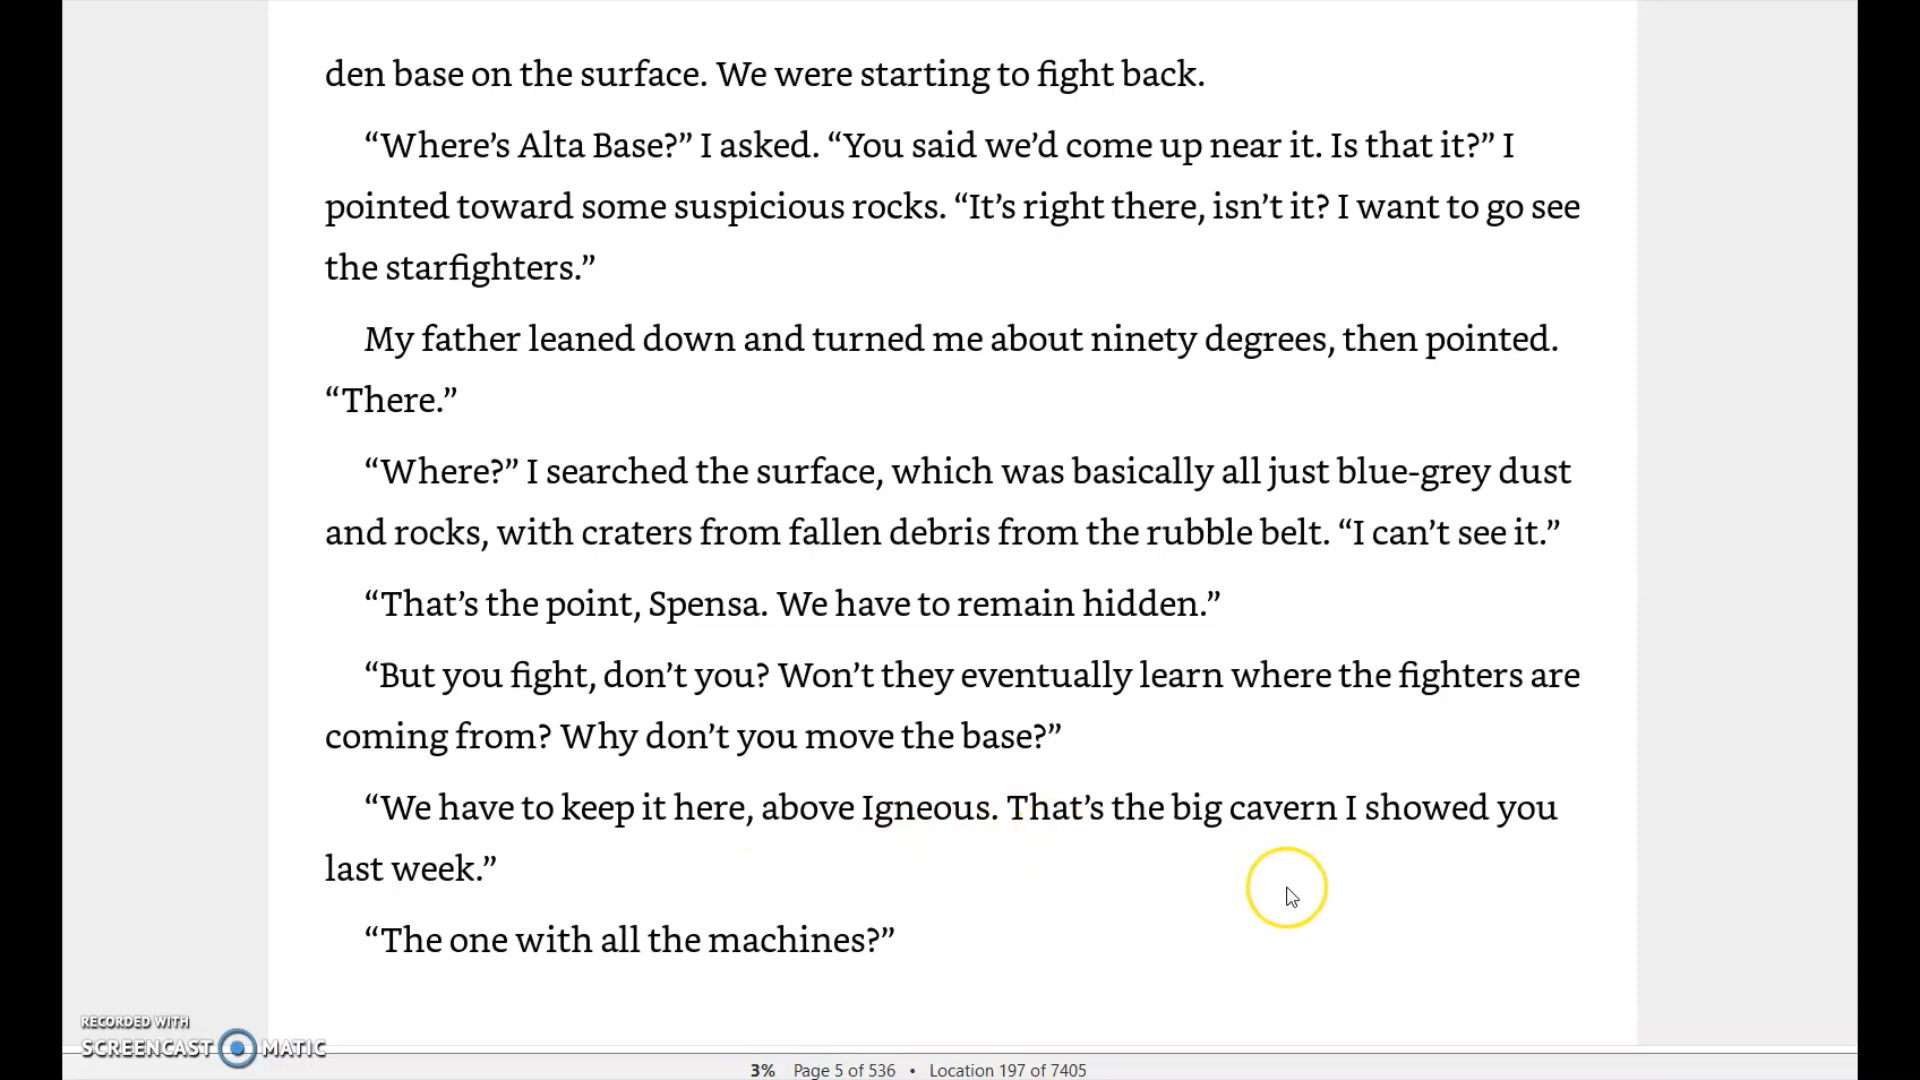 den base on the surface. We were starting to fight back.
“Where’s Alta Base?” I asked. “You said we’d come up near it. Is that it?” I
pointed toward some suspicious rocks. “It’s right there, isn’t it? I want to go see
the starfighters.”
My father leaned down and turned me about ninety degrees, then pointed.
“There.”
“Where?” I searched the surface, which was basically all just blue-grey dust
and rocks, with craters from fallen debris from the rubble belt. “I can’t see it.”
“That’s the point, Spensa. We have to remain hidden.”
“But you fight, don’t you? Won’t they eventually learn where the fighters are
coming from? Why don’t you move the base?”
“We have to keep it here, above Igneous. That’s the big cavern I showed you
last week.”
“The one with all the machines?”
RECORDED WITH
SCREENCAST MATIC
3% Page 5 of 536 • Location 197 of 7405